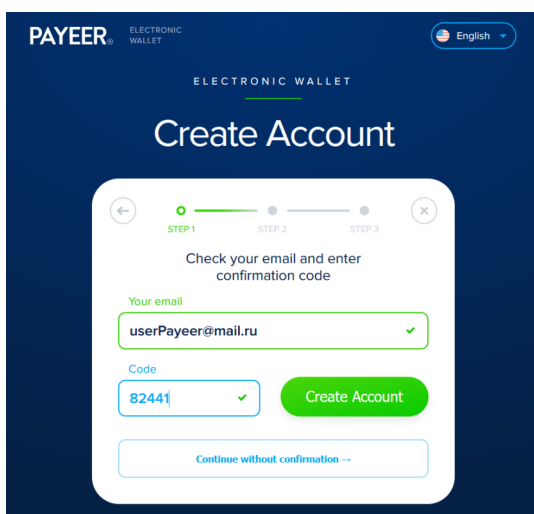 PAYEER®
ELECTRONIC
WALLET
English
ELECTRONIC WALLET
Create Account
STEP 1 STEP 2 STEP 3
Check your email and enter
confirmation code
Your email
userPayeer@mail.ru
Code
82441
Create Account
Continue without confirmation →